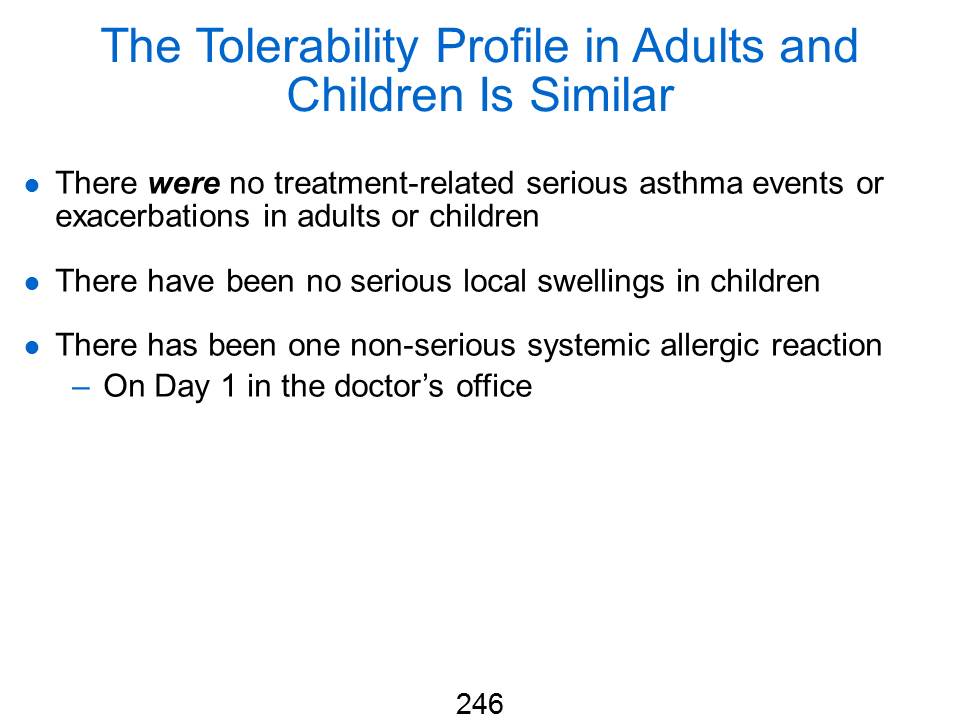 The Tolerability Profile in Adults and
Children Is Similar
● There were no treatment-related serious asthma events or
exacerbations in adults or children
● There have been no serious local swellings in children
● There has been one non-serious systemic allergic reaction
– On Day 1 in the doctor’s office
246